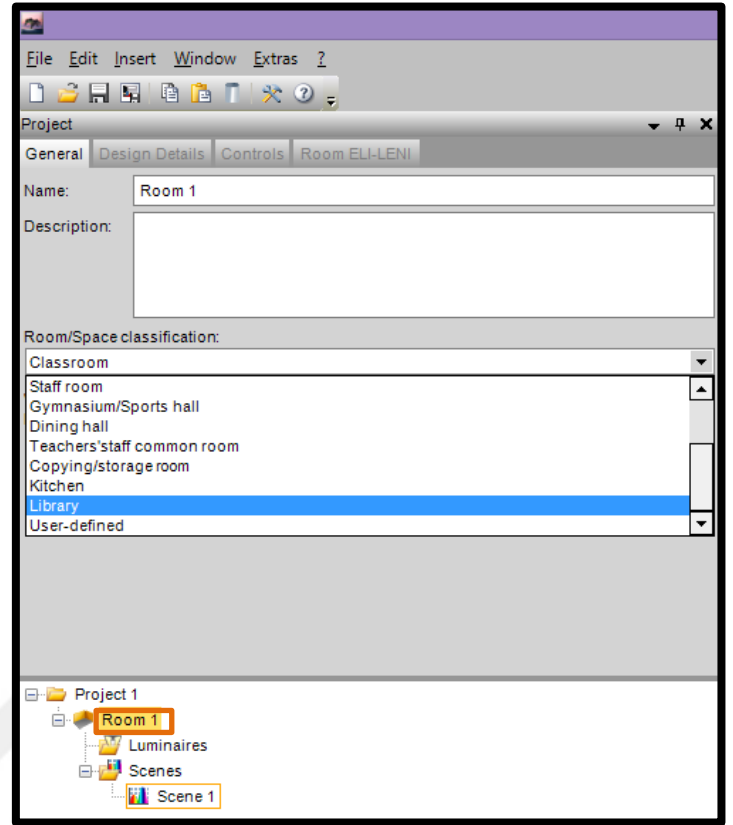 File Edit Insert Window Extras ?
Project
General Design Details Controls Room ELI-LENI
Name: Room 1
Description:
Room/Space classification:
Classroom
Staff room
Gymnasium/Sports hall
Dining hall
Teachers'staff common room
Copying/storage room
Kitchen
Library
User-defined
Project 1
Room 1
Luminaires
Scenes
Scene 1